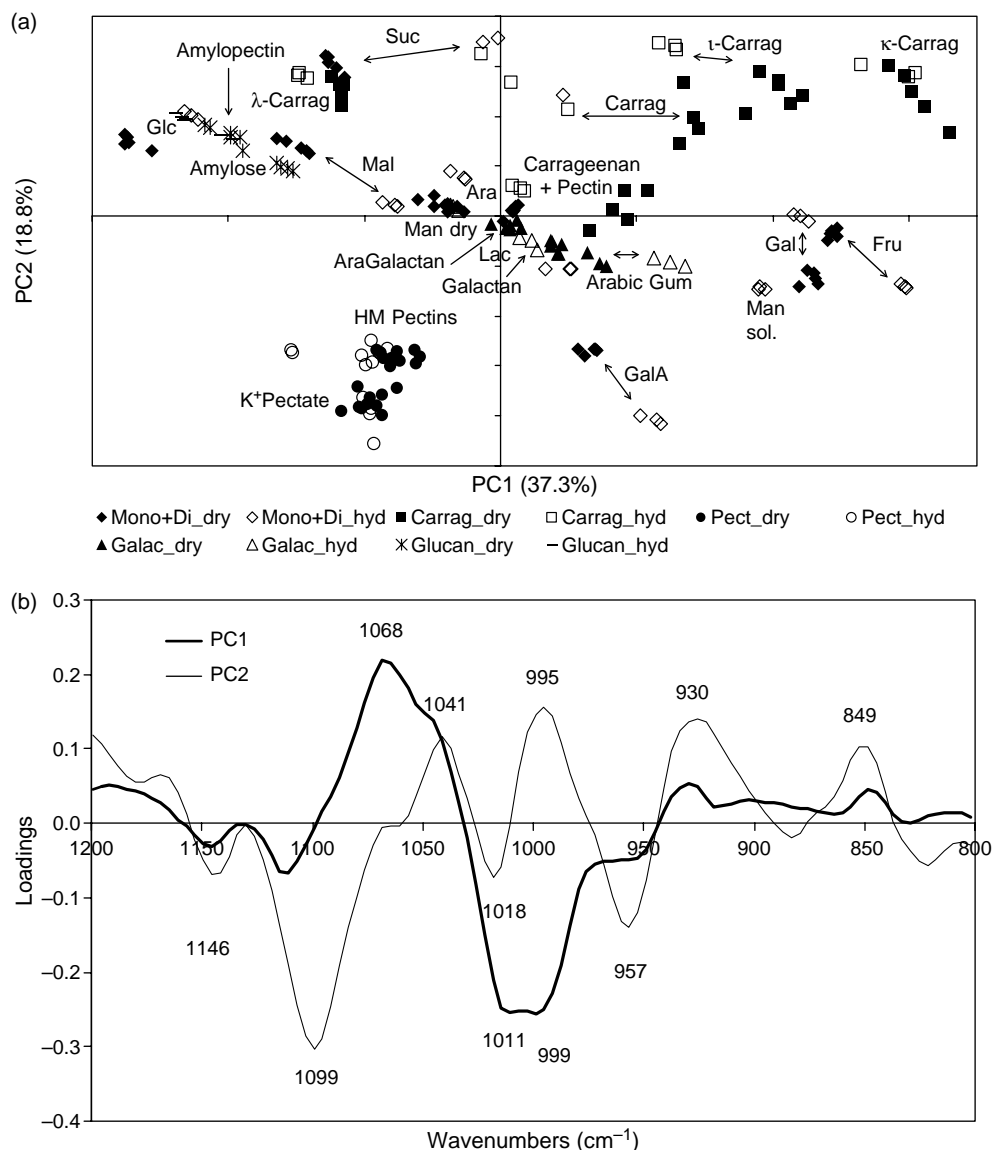 (a)
Suc
Amylopectin
ι-Carrag
κ-Carrag
λ-Carrag
Carrag
Glc
Amylose
Mal
Carrageenan
+ Pectin
Ara
Man dry
AraGalactan
Lac
Galactan
Arabic Gum
Gal
Fru
Man
sol.
HM Pectins
GalA
K+Pectate
PC2 (18.8%)
PC1 (37.3%)
Mono+Di_dry Mono+Di_hyd Carrag_dry Carrag_hyd Pect_dry Pect_hyd
Galac_dry Galac_hyd Glucan_dry Glucan_hyd
(b)
0.3
0.2
0.1
0.0
–0.1
–0.2
–0.3
–0.4
Loadings
PC1
PC2
1068
1041
995
930
849
1200 1150 1100 1050 1000 950 900 850 800
1146
1018
957
1011
999
1099
Wavenumbers (cm–1)